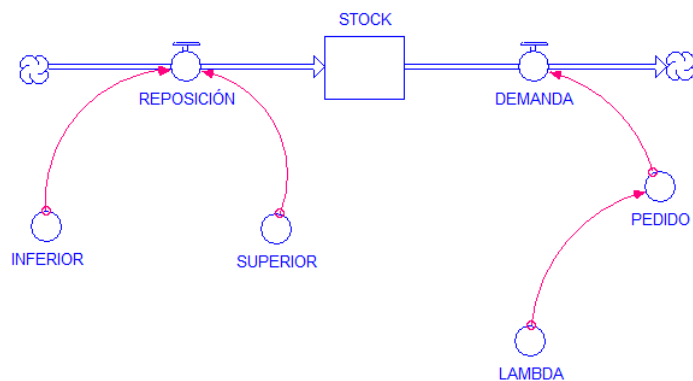 STOCK
REPOSICIÓN
DEMANDA
INFERIOR
SUPERIOR
PEDIDO
LAMBDA